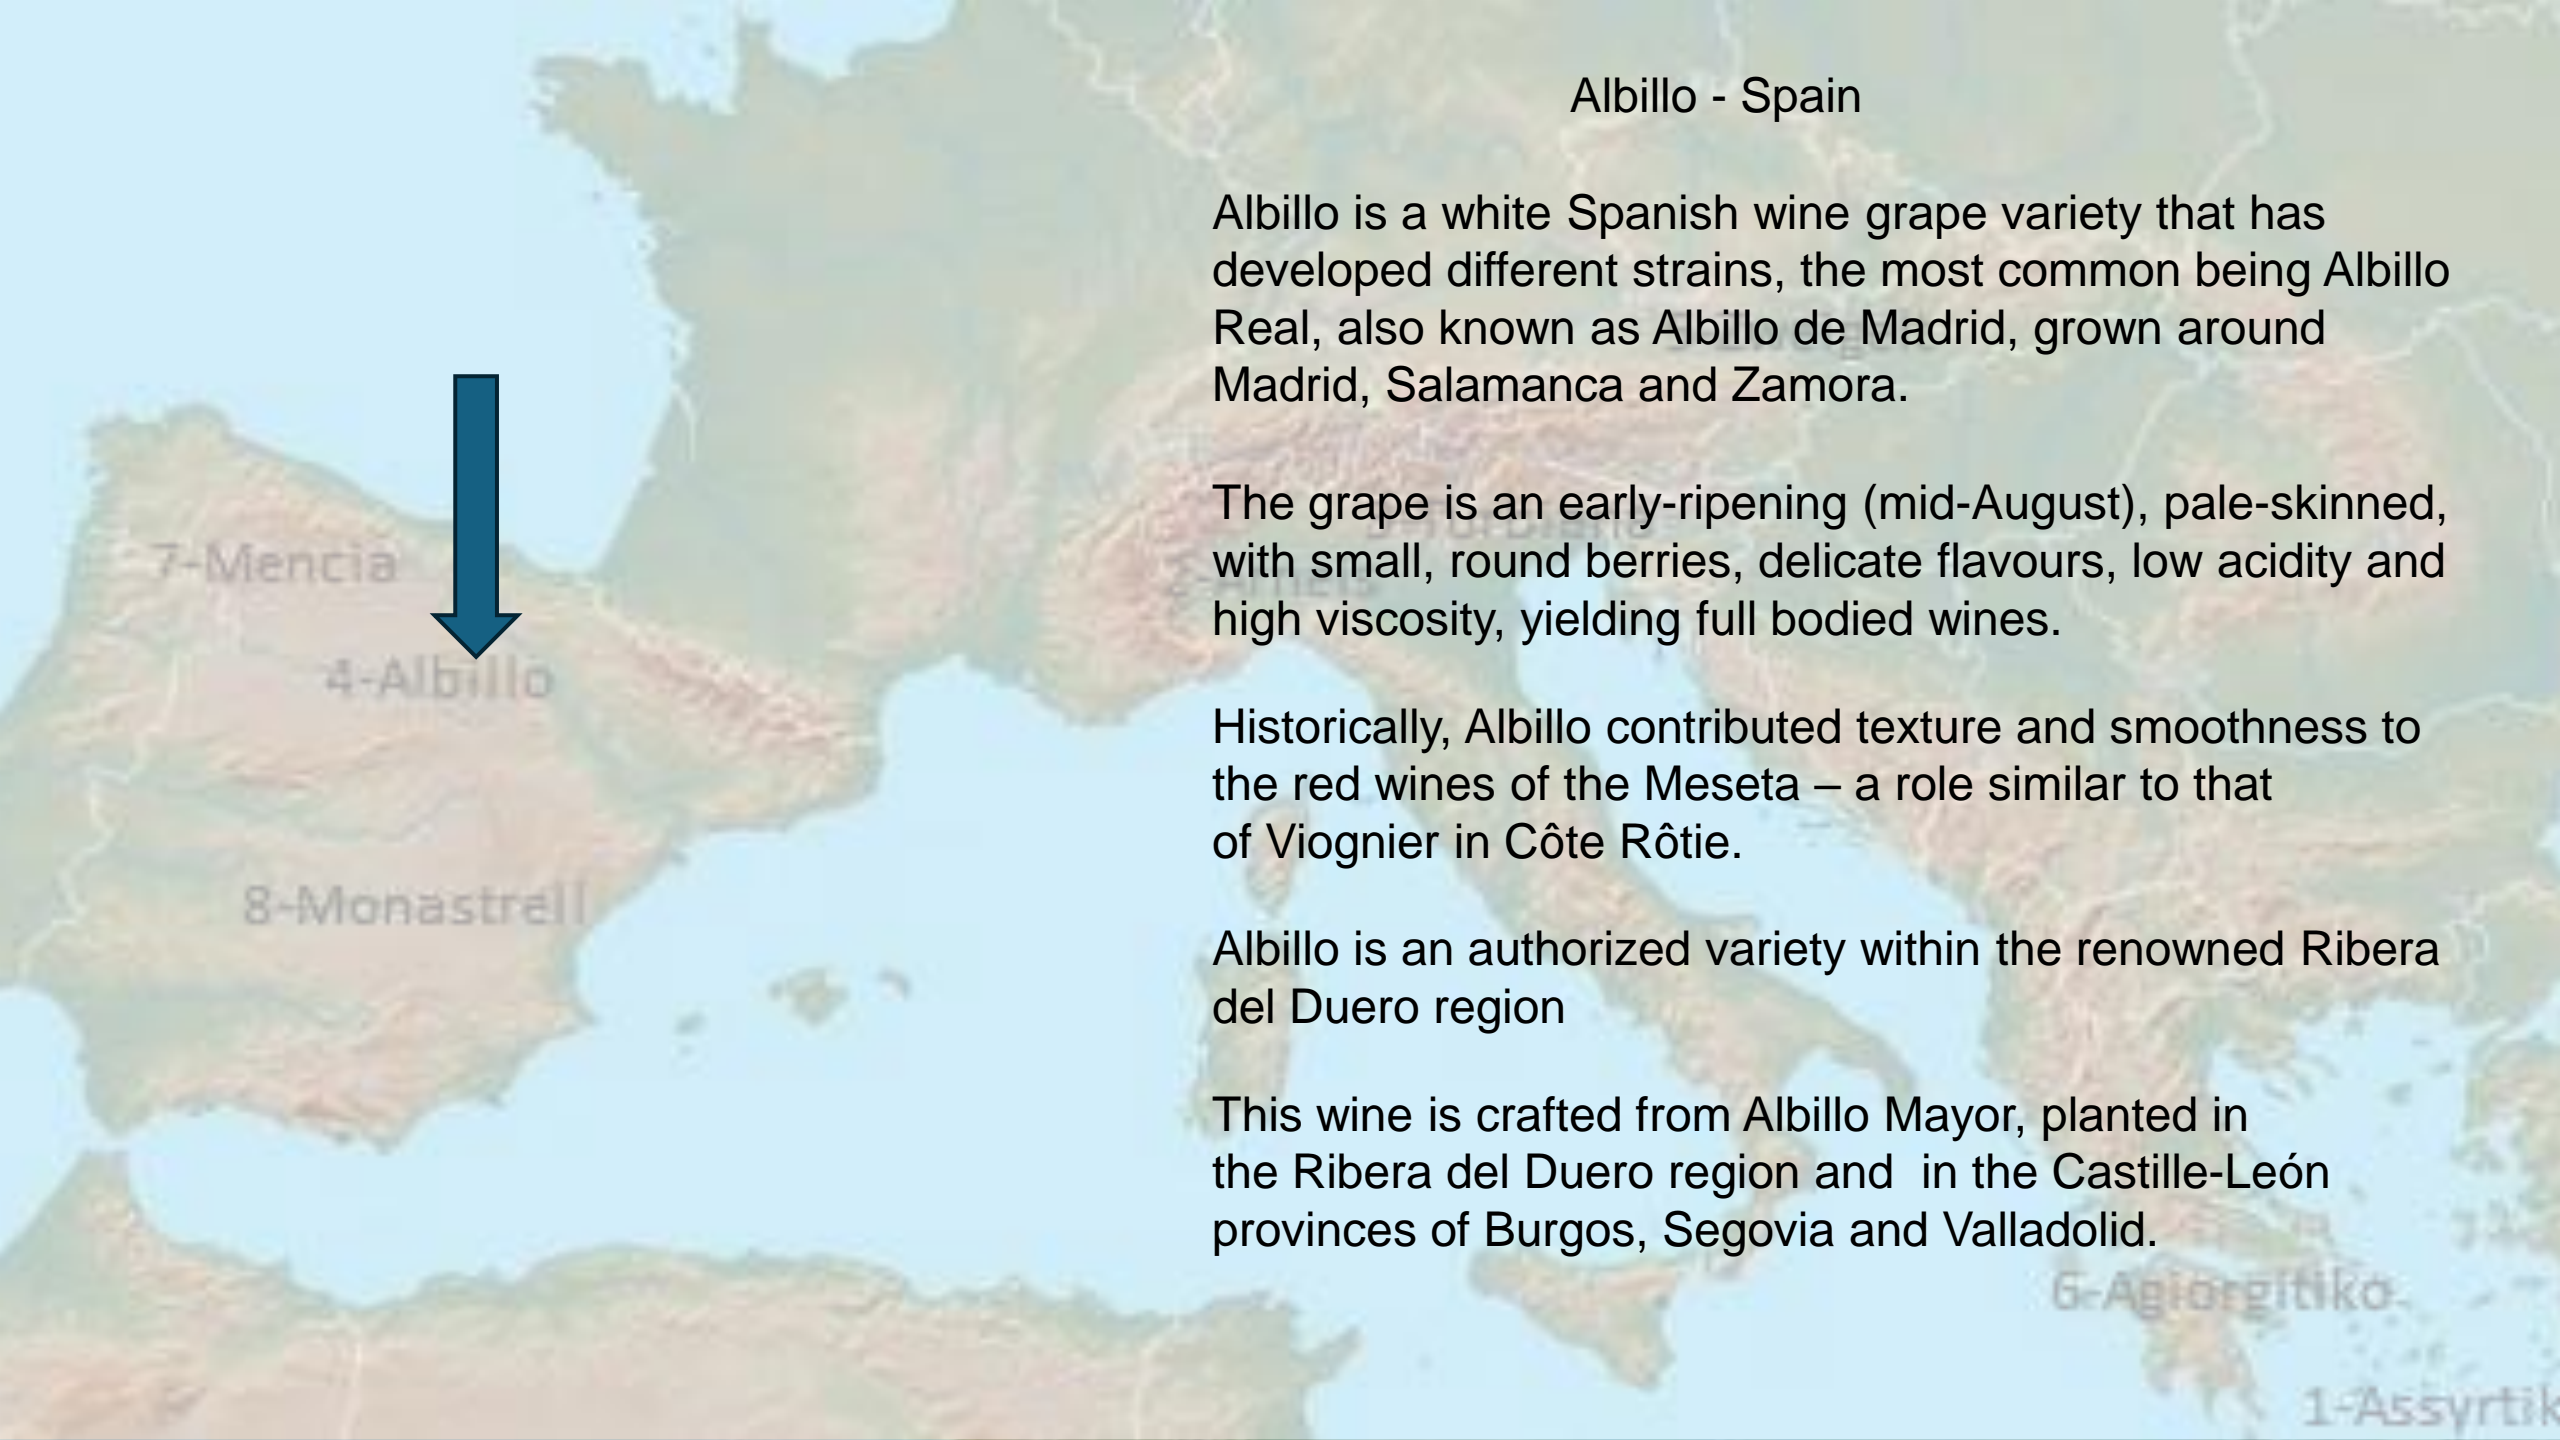 Albillo - Spain
Albillo is a white Spanish wine grape variety that has
developed different strains, the most common being Albillo
Real, also known as Albillo de Madrid, grown around
Madrid, Salamanca and Zamora.
The grape is an early-ripening (mid-August), pale-skinned,
with small, round berries, delicate flavours, low acidity and
high viscosity, yielding full bodied wines.
Historically, Albillo contributed texture and smoothness to
the red wines of the Meseta – a role similar to that
of Viognier in Côte Rôtie.
Albillo is an authorized variety within the renowned Ribera
del Duero region
This wine is crafted from Albillo Mayor, planted in
the Ribera del Duero region and  in the Castille-León
provinces of Burgos, Segovia and Valladolid.
7-Mencia
4-Albillo
8-Monastrell
6-Agiorgitiko
1-Assyrtik